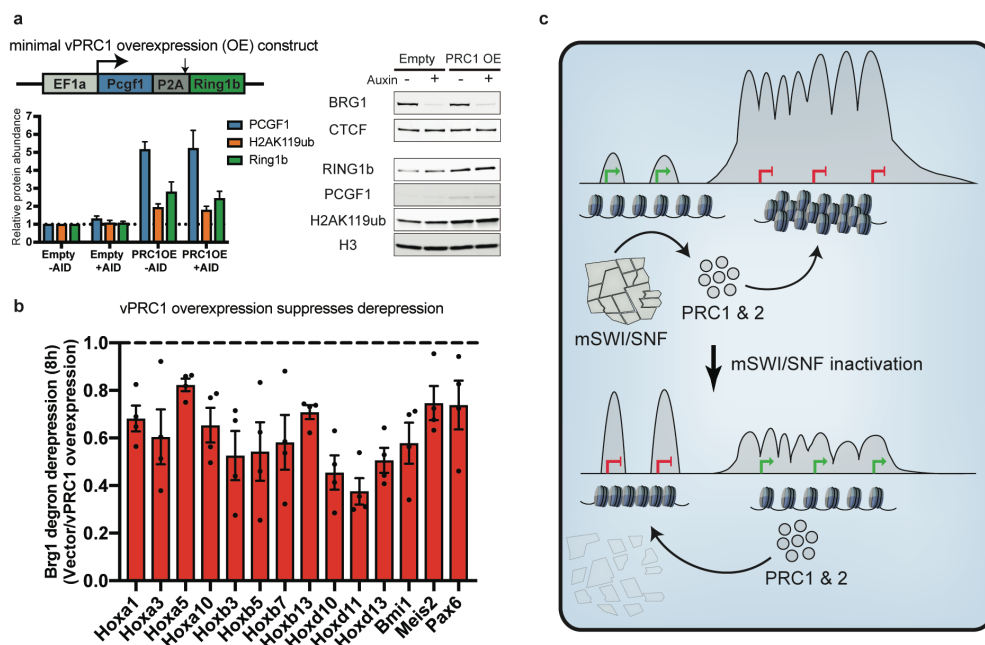 a
minimal vPRC1 overexpression (OE) construct
EF1a Pcgf1 P2A Ring1b
Relative protein abundance
7
6
5
4
3
2
1
0
PCGF1
H2AK119ub
Ring1b
Empty -AID
Empty +AID
PRC1OE -AID
PRC1OE +AID
Empty PRC1 OE
Auxin - + - +
BRG1
CTCF
RING1b
PCGF1
H2AK119ub
H3
b
vPRC1 overexpression suppresses derepression
Brg1 degron derepression (8h)
(Vector/vPRC1 overexpression)
1.0
0.8
0.6
0.4
0.2
0.0
Hoxa1
Hoxa3
Hoxa5
Hoxa10
Hoxb3
Hoxb5
Hoxb7
Hoxb13
Hoxd10
Hoxd11
Hoxd13
Bmi1
Meis2
Pax6
c
mSWI/SNF
PRC1 & 2
mSWI/SNF inactivation
PRC1 & 2